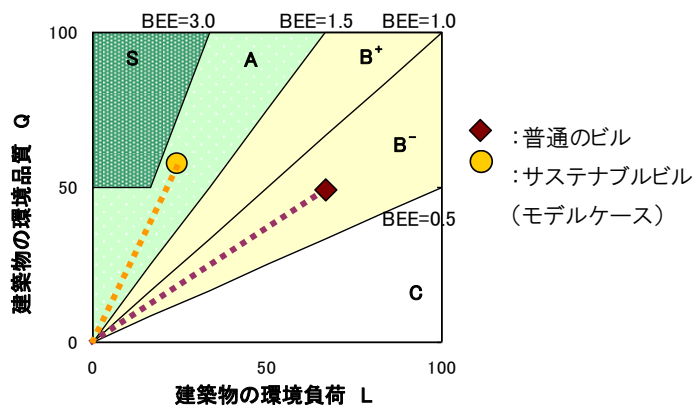 BEE=3.0 BEE=1.5 BEE=1.0
100
S
A
B+
B-
50
BEE=0.5
C
0
0 50 100
建築物の環境品質 Q
建築物の環境負荷 L
:普通のビル
:サステナブルビル
(モデルケース)